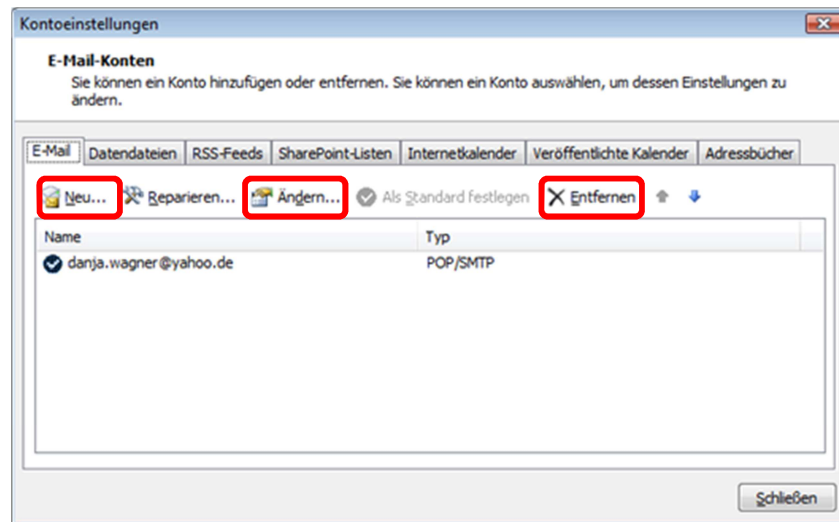 Kontoeinstellungen
E-Mail-Konten
Sie können ein Konto hinzufügen oder entfernen. Sie können ein Konto auswählen, um dessen Einstellungen zu
ändern.
E-Mail Datendateien RSS-Feeds SharePoint-Listen Internetkalender Veröffentlichte Kalender Adressbücher
Neu... Reparieren... Ändern... Als Standard festlegen Entfernen
Name Typ
danja.wagner@yahoo.de POP/SMTP
Schließen